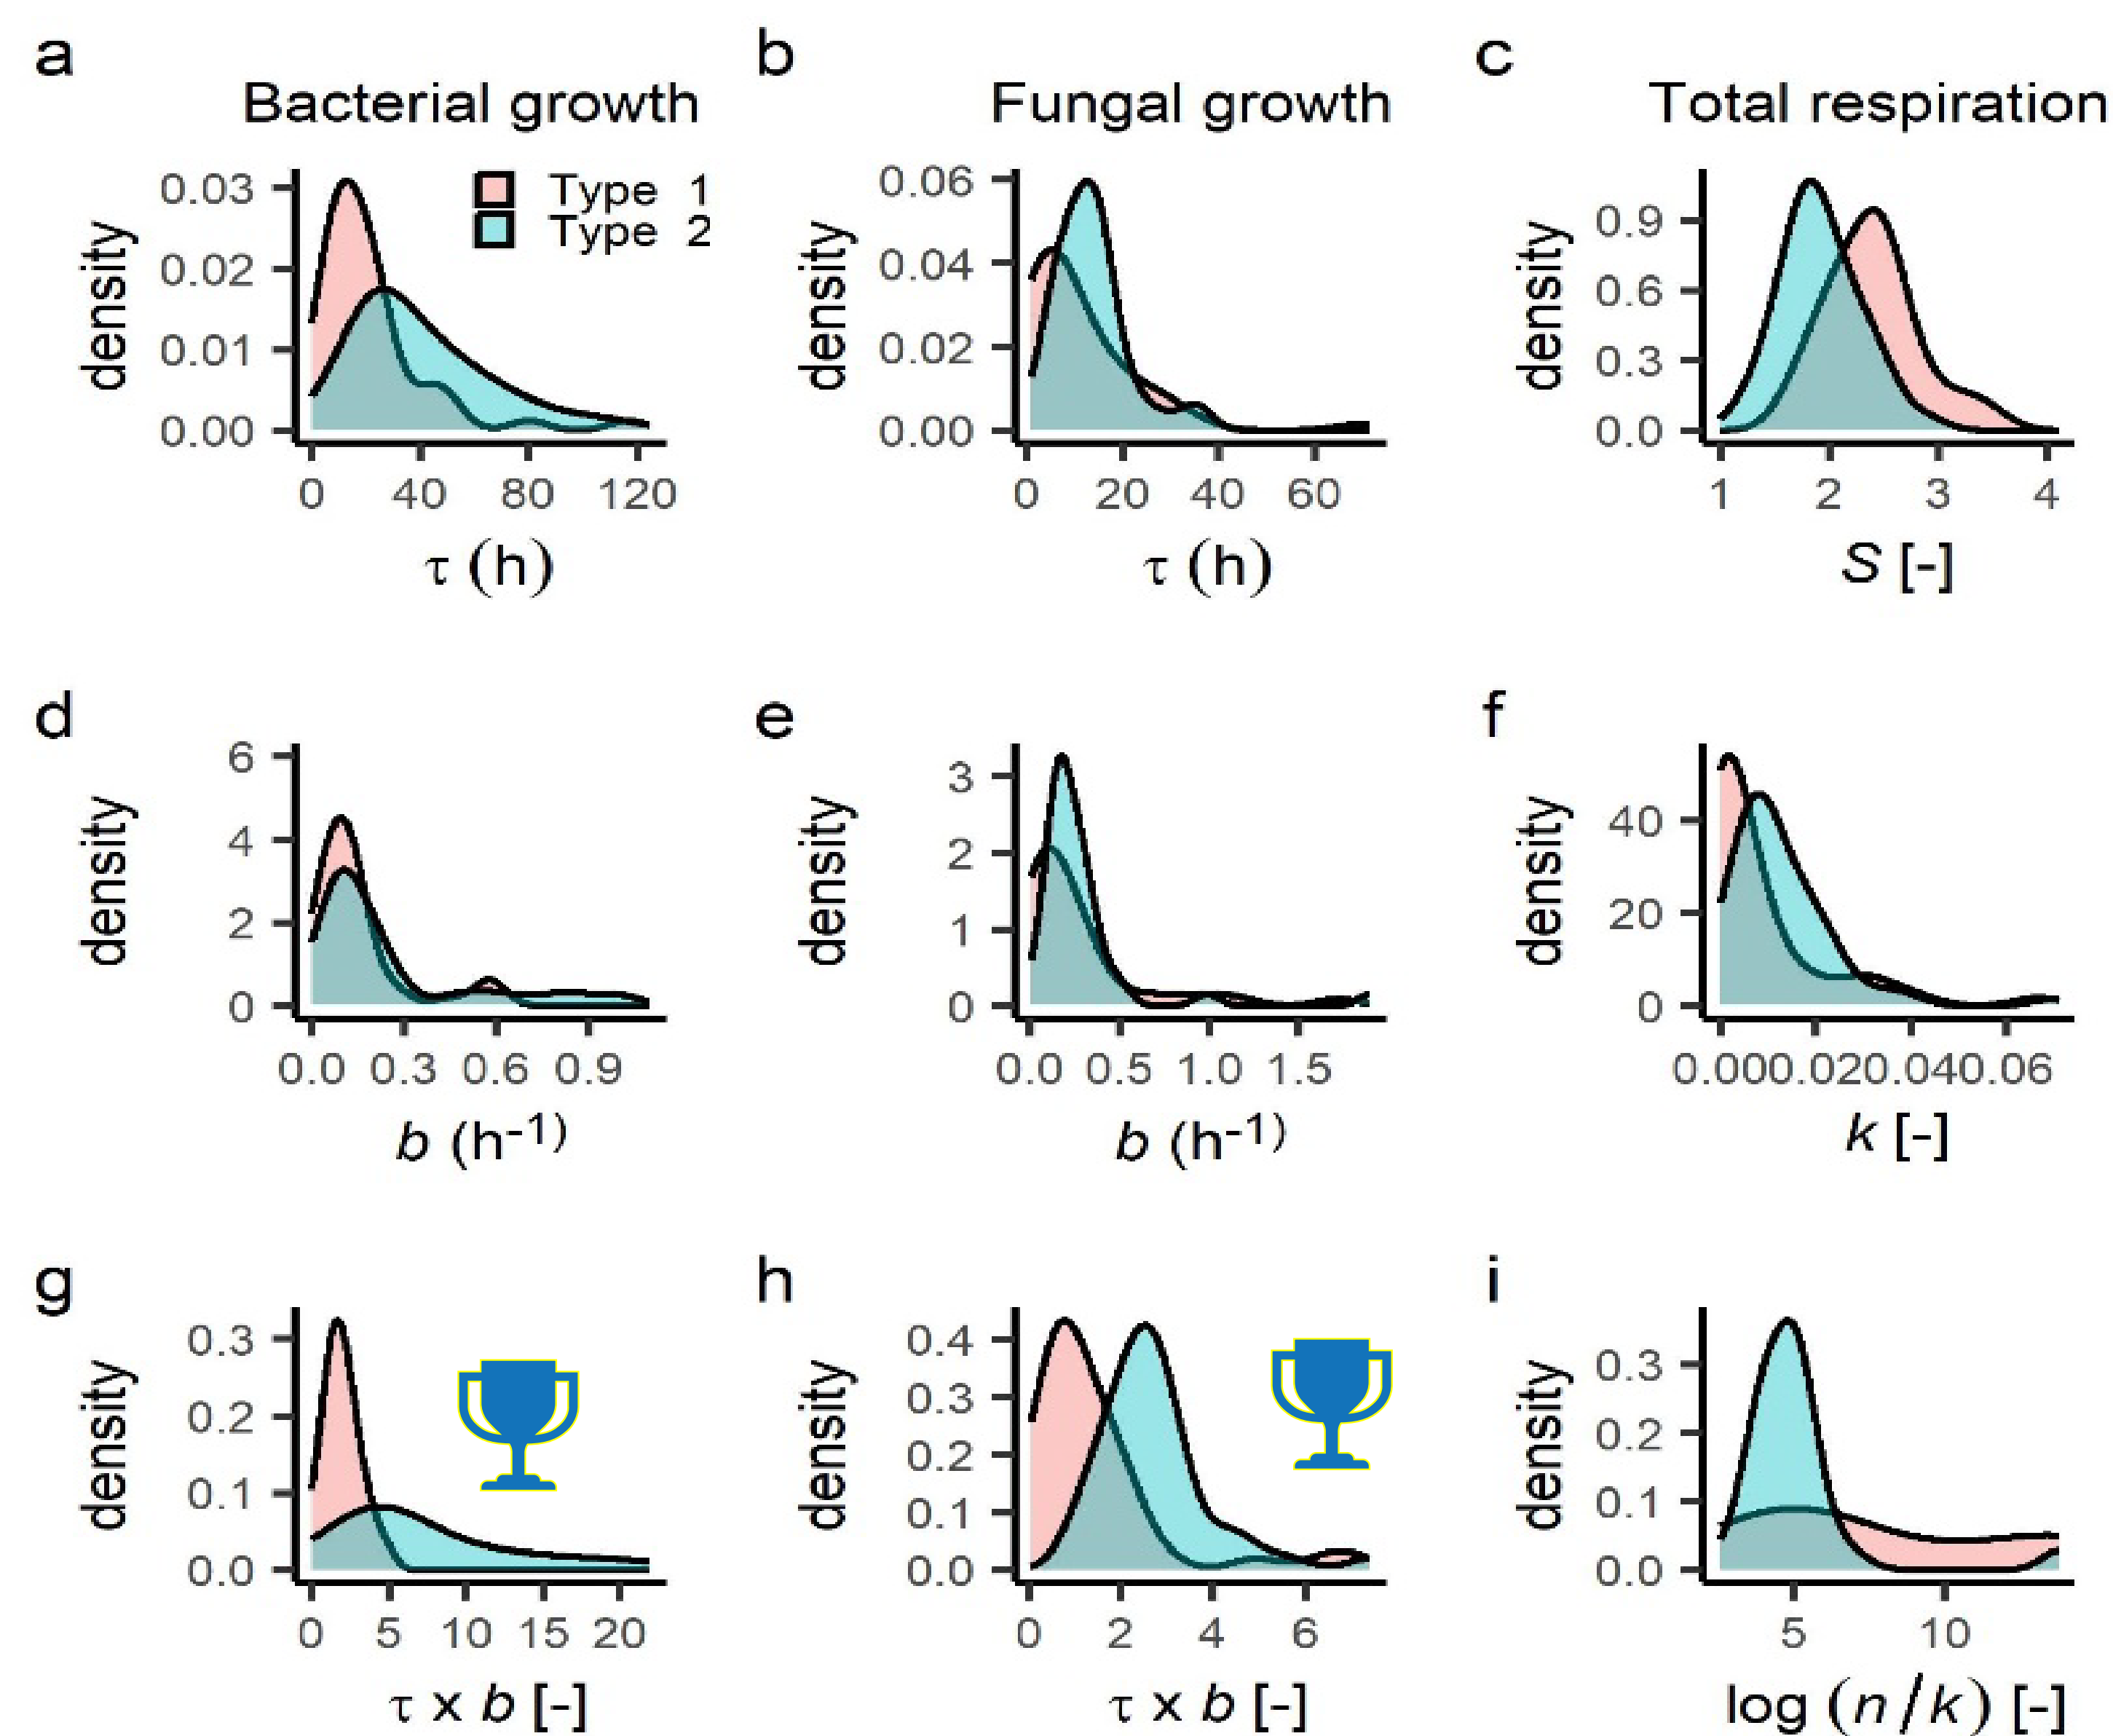 a
b
c
Bacterial growth
Fungal growth
Total respiration
density
0.03
0.02
0.01
0.00
Type 1
Type 2
0 40 80 120
τ (h)
density
0.06
0.04
0.02
0.00
0 20 40 60
τ (h)
density
0.9
0.6
0.3
0.0
1 2 3 4
S [-]
d
density
6
4
2
0
0.0 0.3 0.6 0.9
b (h⁻¹)
e
density
3
2
1
0
0.0 0.5 1.0 1.5
b (h⁻¹)
f
density
40
20
0
0.00 0.02 0.04 0.06
k [-]
g
density
0.3
0.2
0.1
0.0
0 5 10 15 20
τ x b [-]
h
density
0.4
0.3
0.2
0.1
0.0
0 2 4 6
τ x b [-]
i
density
0.3
0.2
0.1
0.0
5 10
log (n/k) [-]